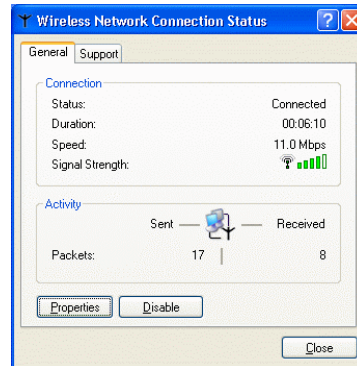 Wireless Network Connection Status
General Support
Connection
Status: Connected
Duration: 00:06:10
Speed: 11.0 Mbps
Signal Strength:
Activity
Sent Received
Packets: 17 8
Properties Disable
Close